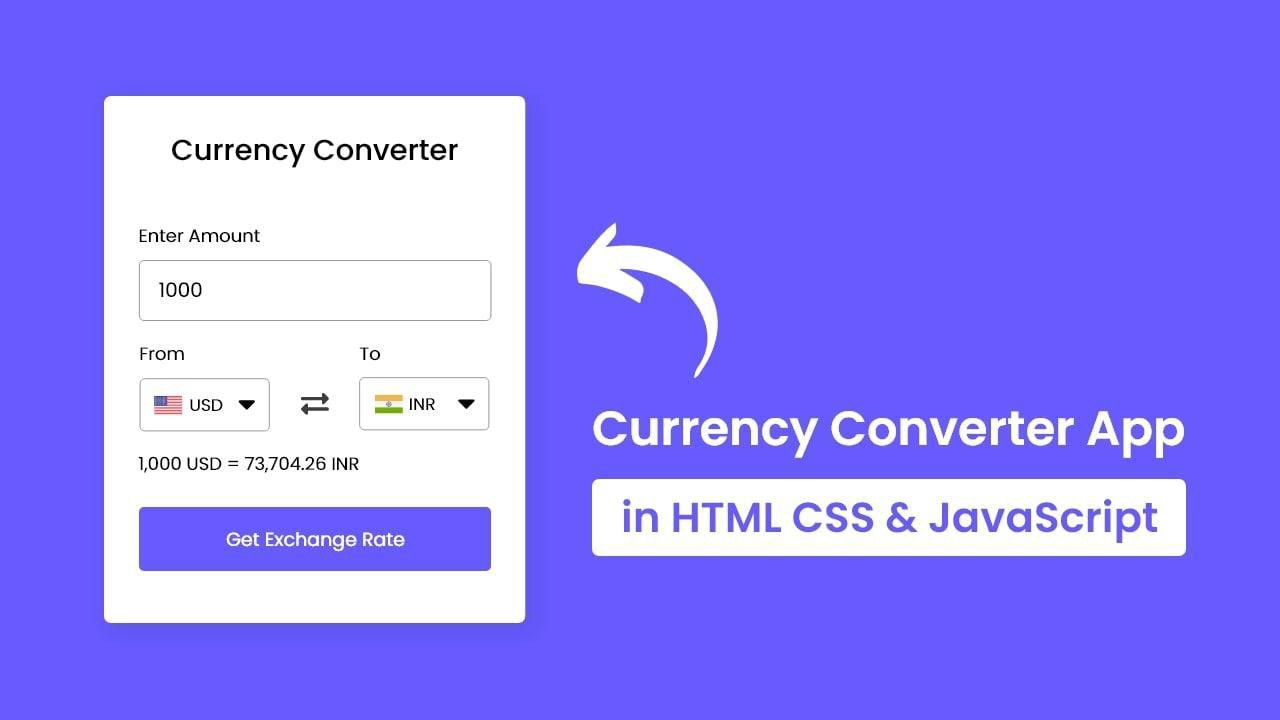 Currency Converter
Enter Amount
1000
From To
USD INR
1,000 USD = 73,704.26 INR
Get Exchange Rate
Currency Converter App
in HTML CSS & JavaScript